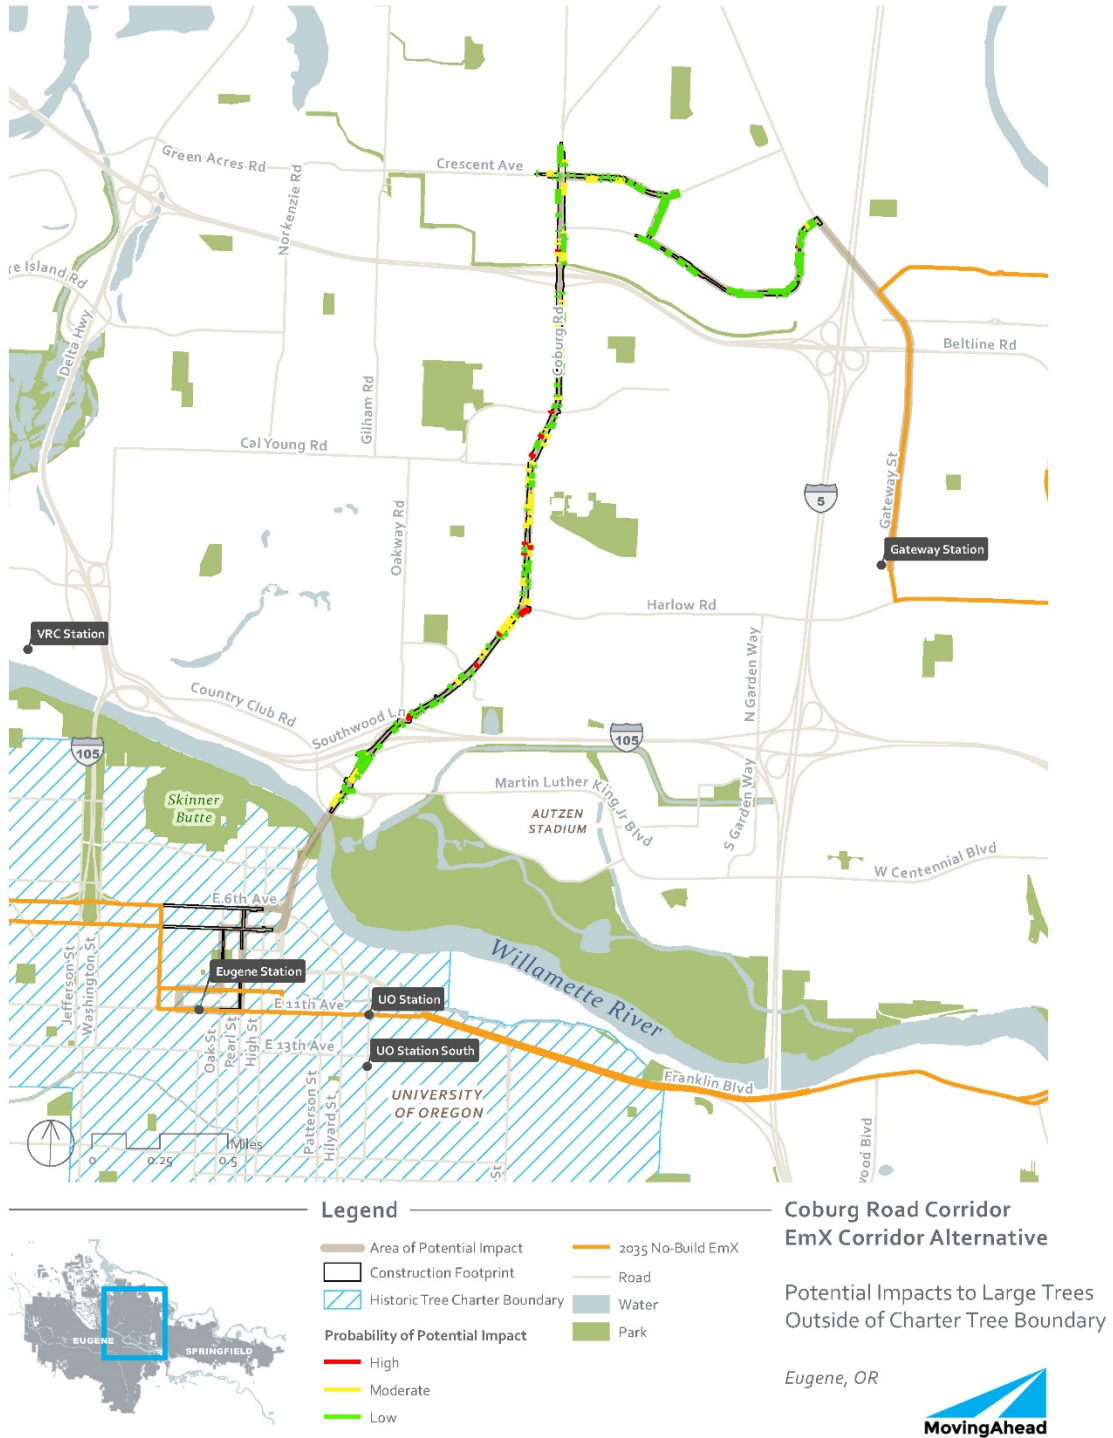 Green Acres Rd
Crescent Ave
Norkenzie Rd
re Island Rd
Delta Hwy
Coburg Rd
Beltline Rd
Gilham Rd
Cal Young Rd
Oakway Rd
5
Gateway St
Gateway Station
Harlow Rd
VRC Station
N Garden Way
Country Club Rd
Southwood Ln
105
105
Skinner
Butte
Martin Luther King Jr Blvd
AUTZEN
STADIUM
S Garden Way
W Centennial Blvd
E 6th Ave
Willamette River
Jefferson St
Washington St
Eugene Station
E 11th Ave
UO Station
Oak St
Pearl St
High St
E 13th Ave
UO Station South
Franklin Blvd
UNIVERSITY
OF OREGON
Patterson St
Hilyard St
St
wood Blvd
Miles
0 0.25 0.5
Legend
Area of Potential Impact
Construction Footprint
Historic Tree Charter Boundary
Probability of Potential Impact
High
Moderate
Low
2035 No-Build EmX
Road
Water
Park
EUGENE
SPRINGFIELD
Coburg Road Corridor
EmX Corridor Alternative
Potential Impacts to Large Trees
Outside of Charter Tree Boundary
Eugene, OR
MovingAhead